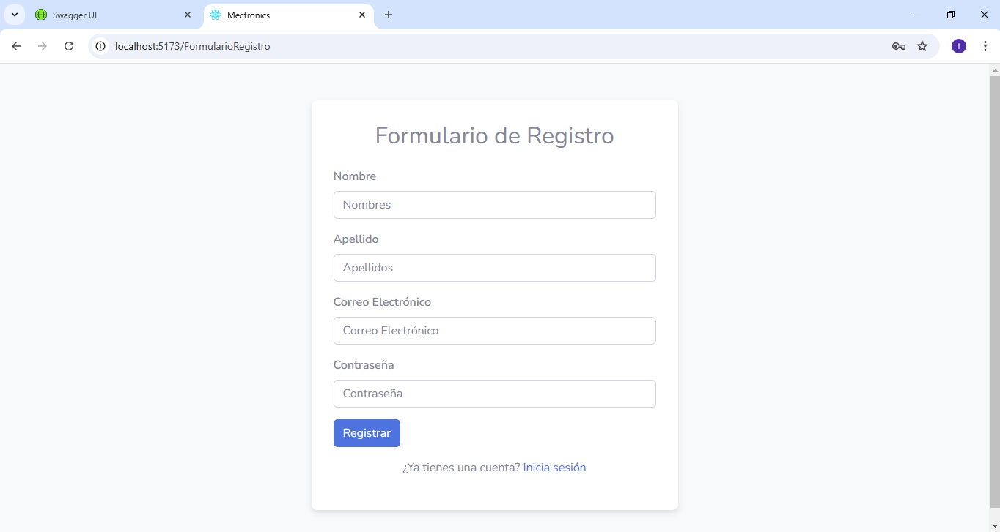 Swagger UI
Mectronics
localhost:5173/FormularioRegistro
I
Formulario de Registro
Nombre
Nombres
Apellido
Apellidos
Correo Electrónico
Correo Electrónico
Contraseña
Contraseña
Registrar
¿Ya tienes una cuenta? Inicia sesión